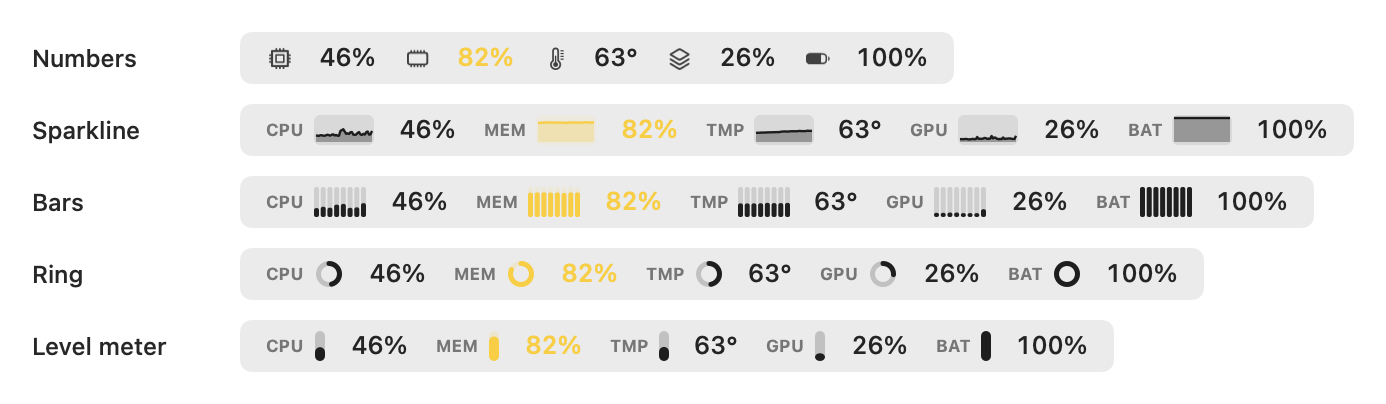 Numbers 46% 82% 63° 26% 100%
Sparkline CPU 46% MEM 82% TMP 63° GPU 26% BAT 100%
Bars CPU 46% MEM 82% TMP 63° GPU 26% BAT 100%
Ring CPU 46% MEM 82% TMP 63° GPU 26% BAT 100%
Level meter CPU 46% MEM 82% TMP 63° GPU 26% BAT 100%